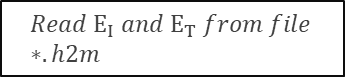 Read E_I and E_T from file
*.h2m